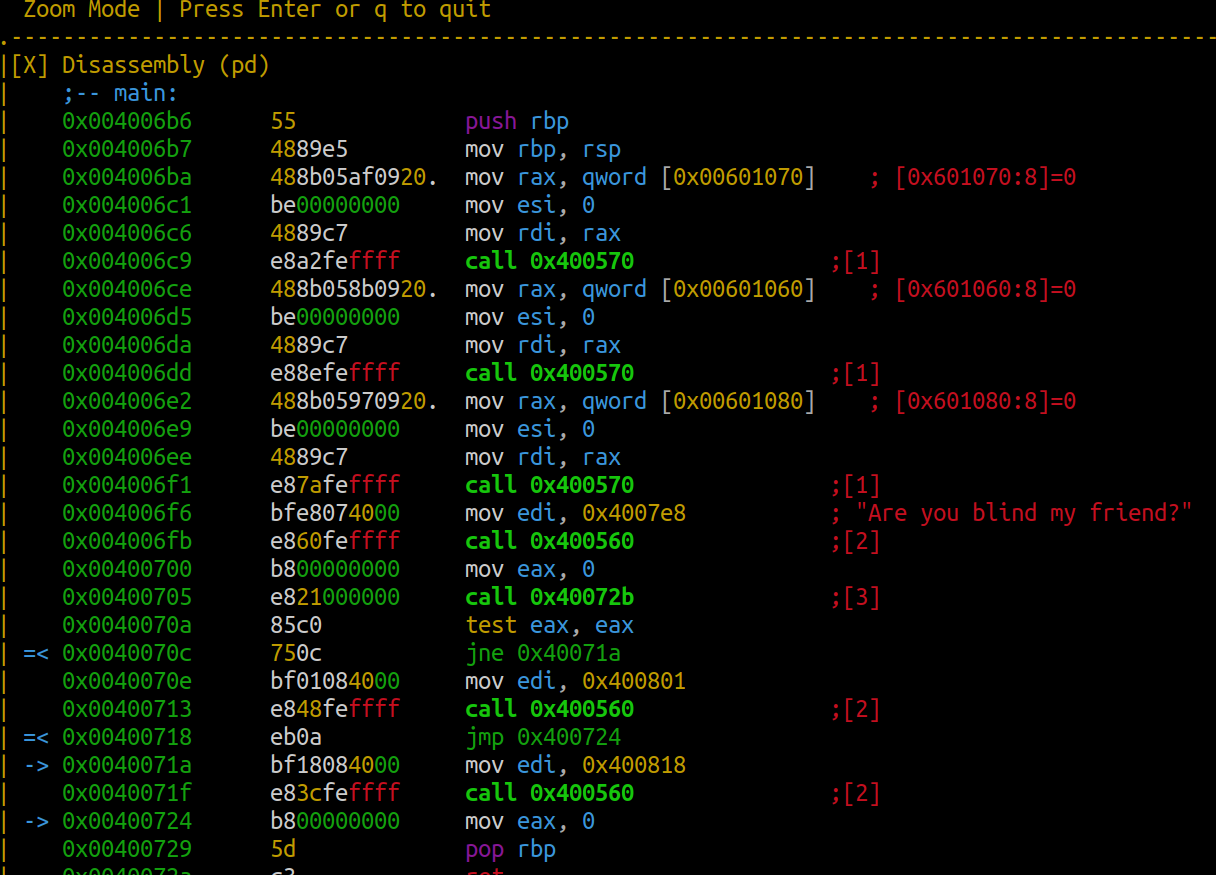 Zoom Mode | Press Enter or q to quit
.---------------------------------------------------------------------------------------------
|[X] Disassembly (pd)
|    ;-- main:
|    0x004006b6      55             push rbp
|    0x004006b7      4889e5         mov rbp, rsp
|    0x004006ba      488b05af0920.  mov rax, qword [0x00601070]    ; [0x601070:8]=0
|    0x004006c1      be00000000     mov esi, 0
|    0x004006c6      4889c7         mov rdi, rax
|    0x004006c9      e8a2feffff     call 0x400570               ;[1]
|    0x004006ce      488b058b0920.  mov rax, qword [0x00601060]    ; [0x601060:8]=0
|    0x004006d5      be00000000     mov esi, 0
|    0x004006da      4889c7         mov rdi, rax
|    0x004006dd      e88efeffff     call 0x400570               ;[1]
|    0x004006e2      488b05970920.  mov rax, qword [0x00601080]    ; [0x601080:8]=0
|    0x004006e9      be00000000     mov esi, 0
|    0x004006ee      4889c7         mov rdi, rax
|    0x004006f1      e87afeffff     call 0x400570               ;[1]
|    0x004006f6      bfe8074000     mov edi, 0x4007e8           ; "Are you blind my friend?"
|    0x004006fb      e860feffff     call 0x400560               ;[2]
|    0x00400700      b800000000     mov eax, 0
|    0x00400705      e821000000     call 0x40072b               ;[3]
|    0x0040070a      85c0           test eax, eax
| =< 0x0040070c      750c           jne 0x40071a
|    0x0040070e      bf01084000     mov edi, 0x400801
|    0x00400713      e848feffff     call 0x400560               ;[2]
| =< 0x00400718      eb0a           jmp 0x400724
| -> 0x0040071a      bf18084000     mov edi, 0x400818
|    0x0040071f      e83cfeffff     call 0x400560               ;[2]
| -> 0x00400724      b800000000     mov eax, 0
|    0x00400729      5d             pop rbp